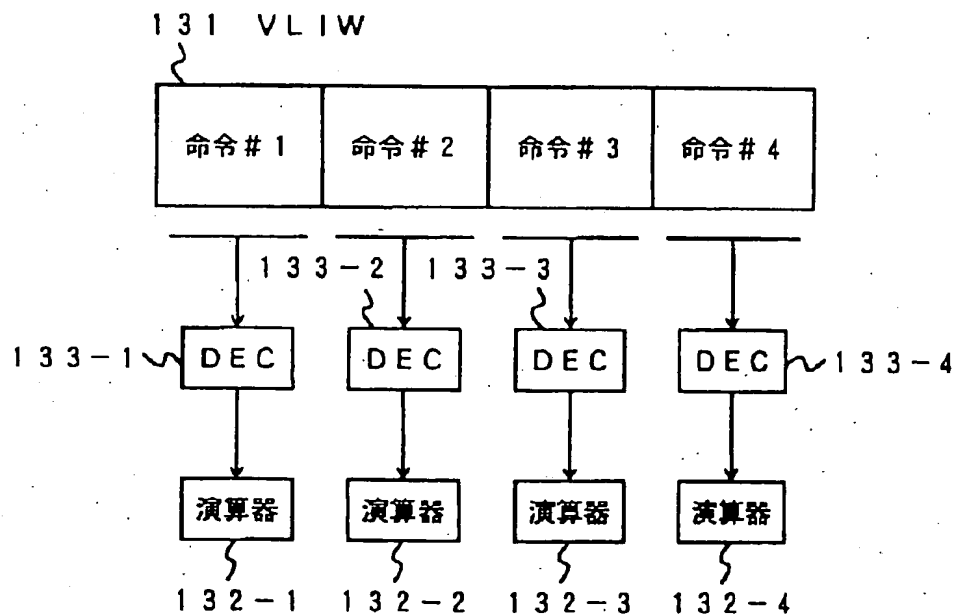 131 VLIW
命令#1 命令#2 命令#3 命令#4
133-2 133-3
133-1 DEC DEC DEC DEC 133-4
演算器 演算器 演算器 演算器
132-1 132-2 132-3 132-4